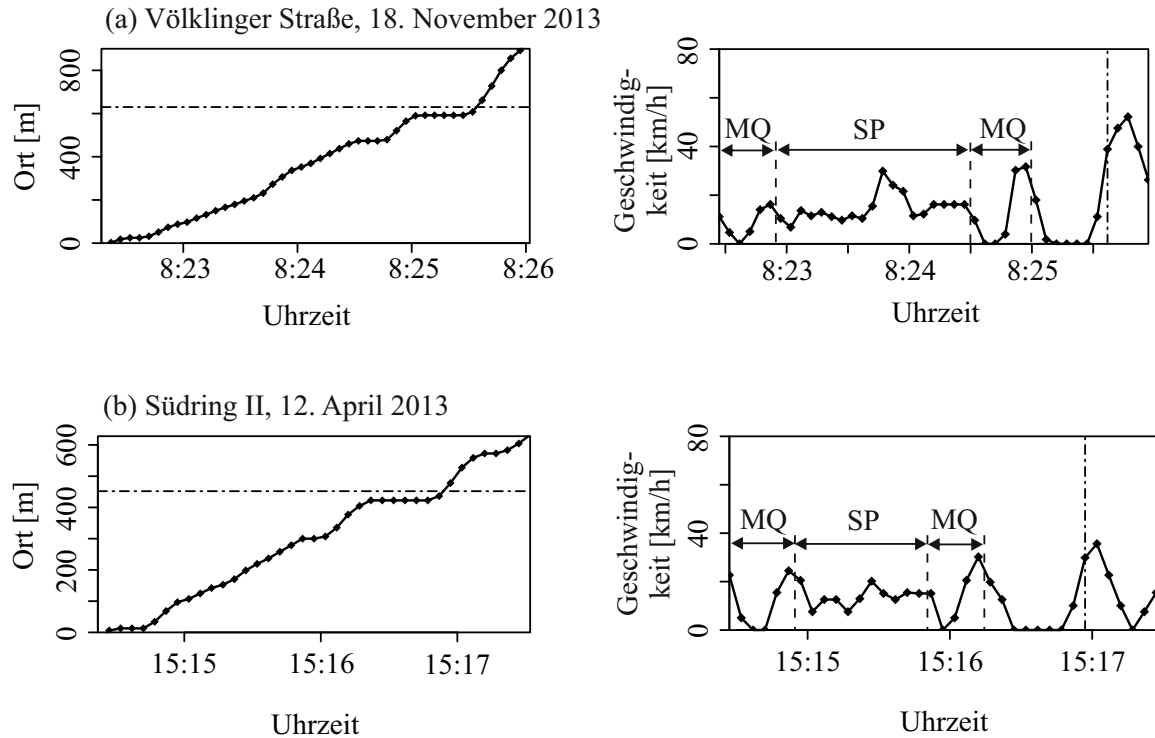 (a) Völklinger Straße, 18. November 2013
Ort [m]
800
400
0
8:23 8:24 8:25 8:26
Uhrzeit
Geschwindig-
keit [km/h]
80
40
0
MQ SP MQ
8:23 8:24 8:25
Uhrzeit
(b) Südring II, 12. April 2013
Ort [m]
600
400
200
0
15:15 15:16 15:17
Uhrzeit
Geschwindig-
keit [km/h]
80
40
0
MQ SP MQ
15:15 15:16 15:17
Uhrzeit